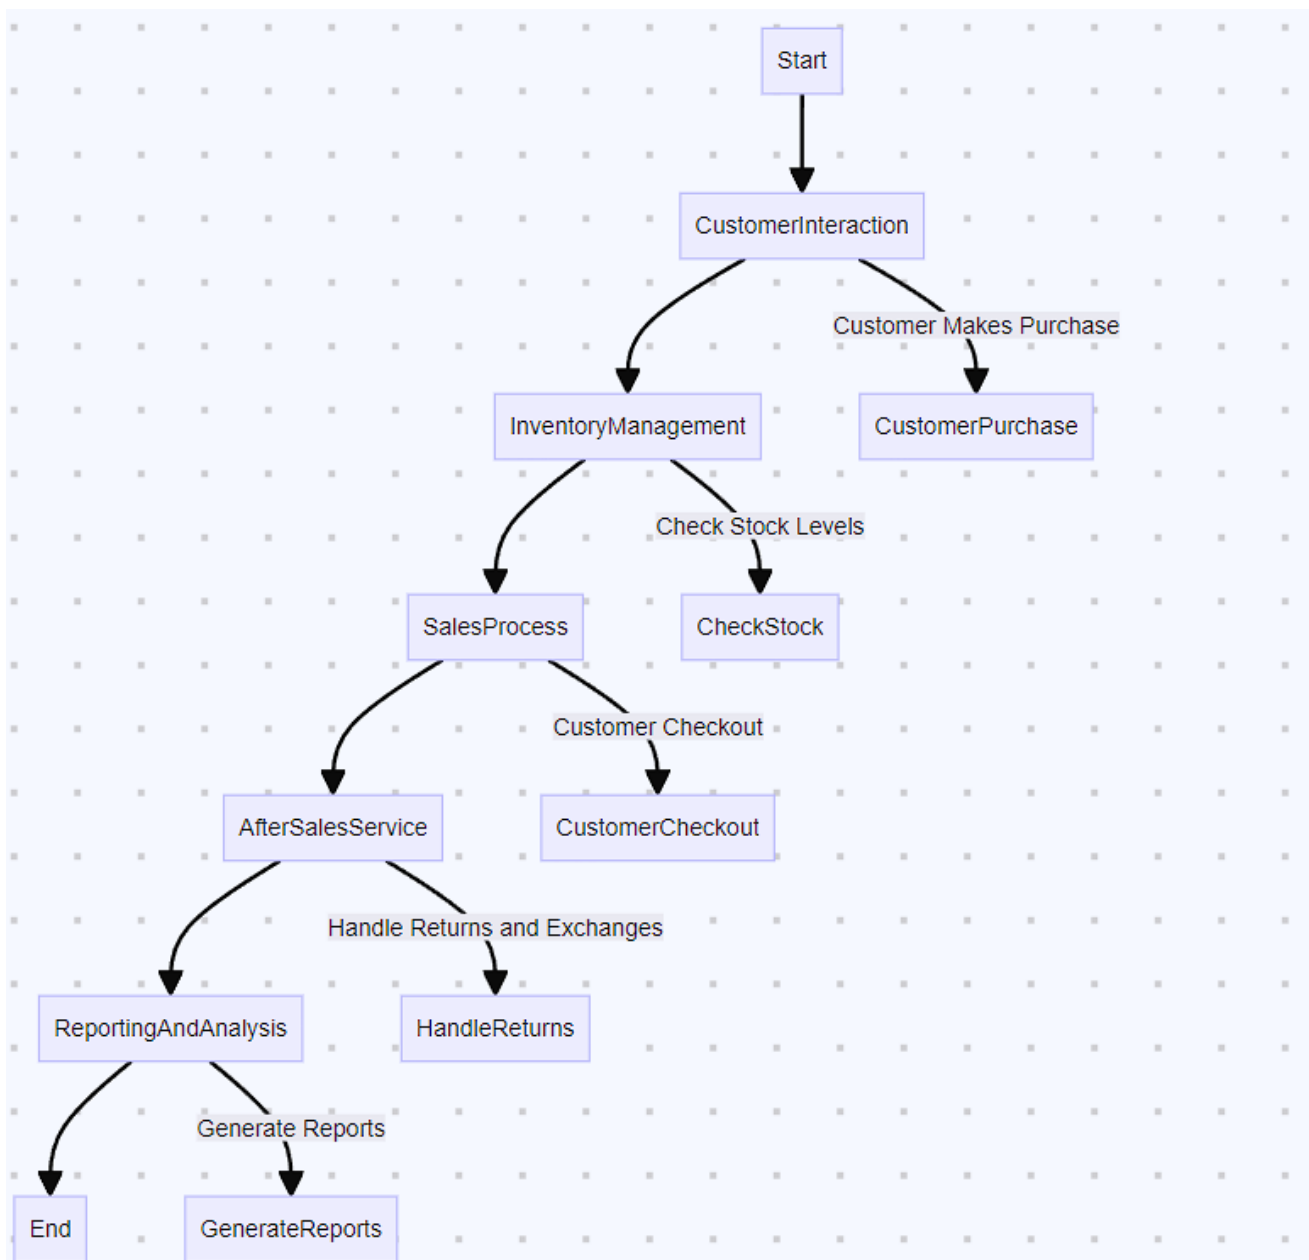 Start
CustomerInteraction
Customer Makes Purchase
InventoryManagement
CustomerPurchase
Check Stock Levels
SalesProcess
CheckStock
Customer Checkout
AfterSalesService
CustomerCheckout
Handle Returns and Exchanges
ReportingAndAnalysis
HandleReturns
Generate Reports
End
GenerateReports